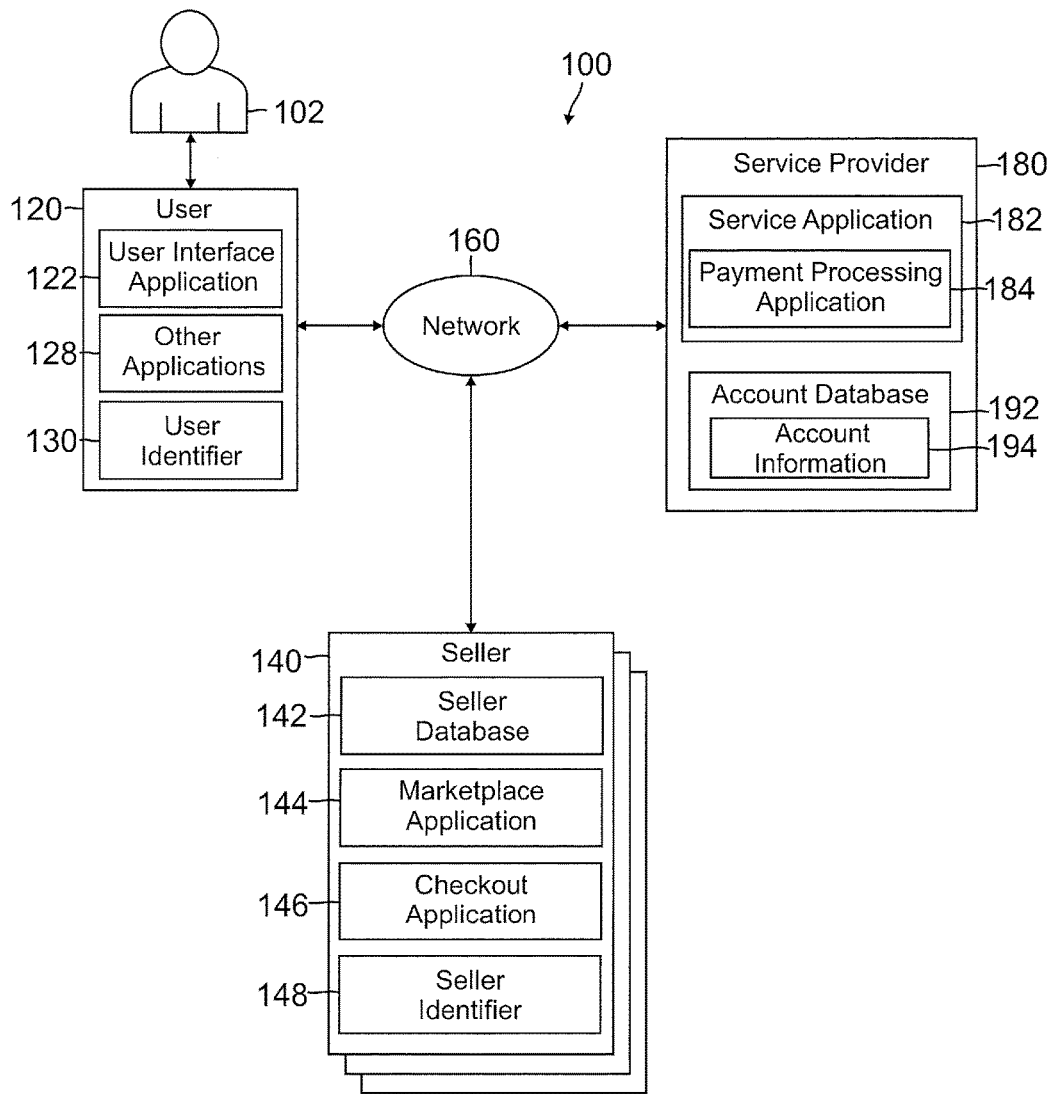 100
102
120
User
122
User Interface
Application
128
Other
Applications
130
User
Identifier
160
Network
Service Provider
180
Service Application
182
Payment Processing
Application
184
Account Database
192
Account
Information
194
140
Seller
142
Seller
Database
144
Marketplace
Application
146
Checkout
Application
148
Seller
Identifier